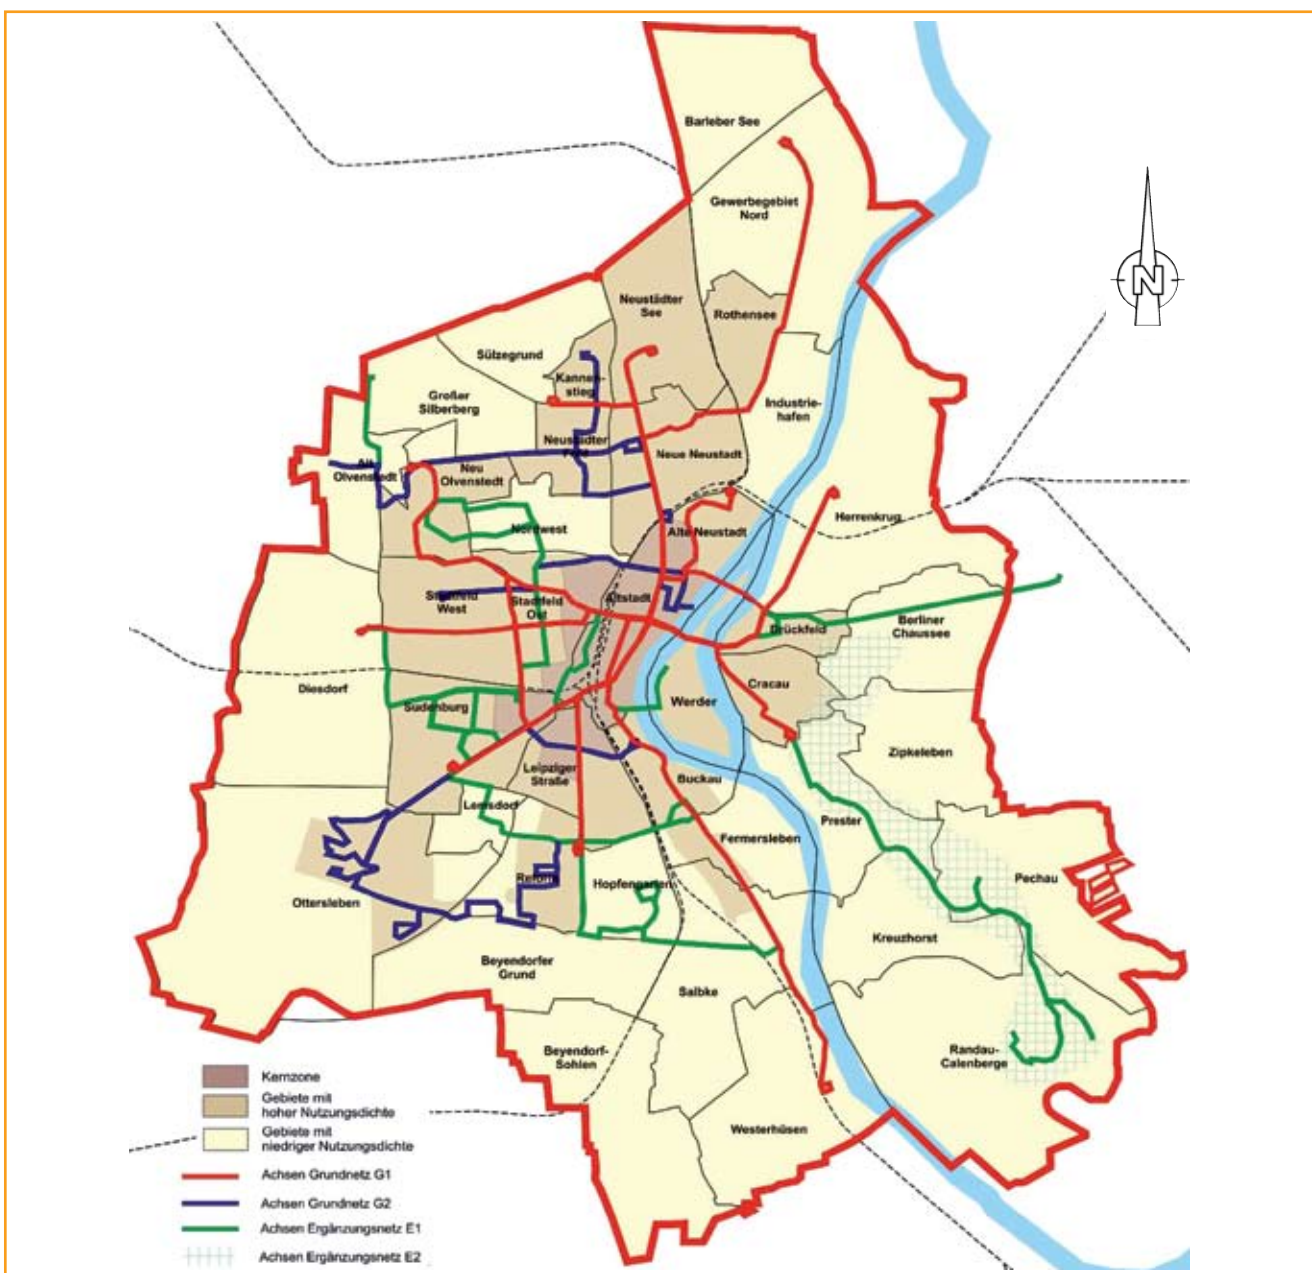 Barleber See
Gewerbegebiet
Nord
N
Neustädter
See
Rothensee
Sülzegrund
Kannen-
stieg
Großer
Silberberg
Industrie-
hafen
Neustädter
Feld
Neue Neustadt
Alt
Olvenstedt
Neu
Olvenstedt
Nordwest
Alte Neustadt
Herrenkrug
Stadtfeld
West
Stadtfeld
Ost
Altstadt
Brückfeld
Berliner
Chaussee
Diesdorf
Sudenburg
Werder
Cracau
Zipkeleben
Leipziger
Straße
Buckau
Lemsdorf
Prester
Fermersleben
Reform
Hopfengarten
Pechau
Ottersleben
Kreuzhorst
Beyendorfer
Grund
Salbke
Beyendorf-
Sohlen
Randau-
Calenberge
Westerhüsen
Kernzone
Gebiete mit
hoher Nutzungsdichte
Gebiete mit
niedriger Nutzungsdichte
Achsen Grundnetz G1
Achsen Grundnetz G2
Achsen Ergänzungsnetz E1
Achsen Ergänzungsnetz E2